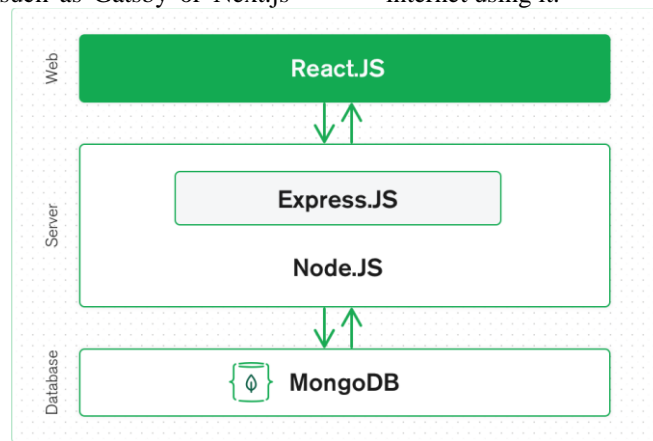 such as Gatsby or Next.js internet using it.
Web
React.JS
Server
Express.JS
Node.JS
Database
MongoDB